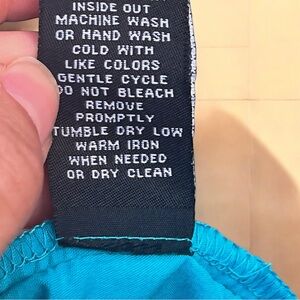 INSIDE OUT
MACHINE WASH
OR HAND WASH
COLD WITH
LIKE COLORS
GENTLE CYCLE
DO NOT BLEACH
REMOVE
PROMPTLY
TUMBLE DRY LOW
WARM IRON
WHEN NEEDED
OR DRY CLEAN